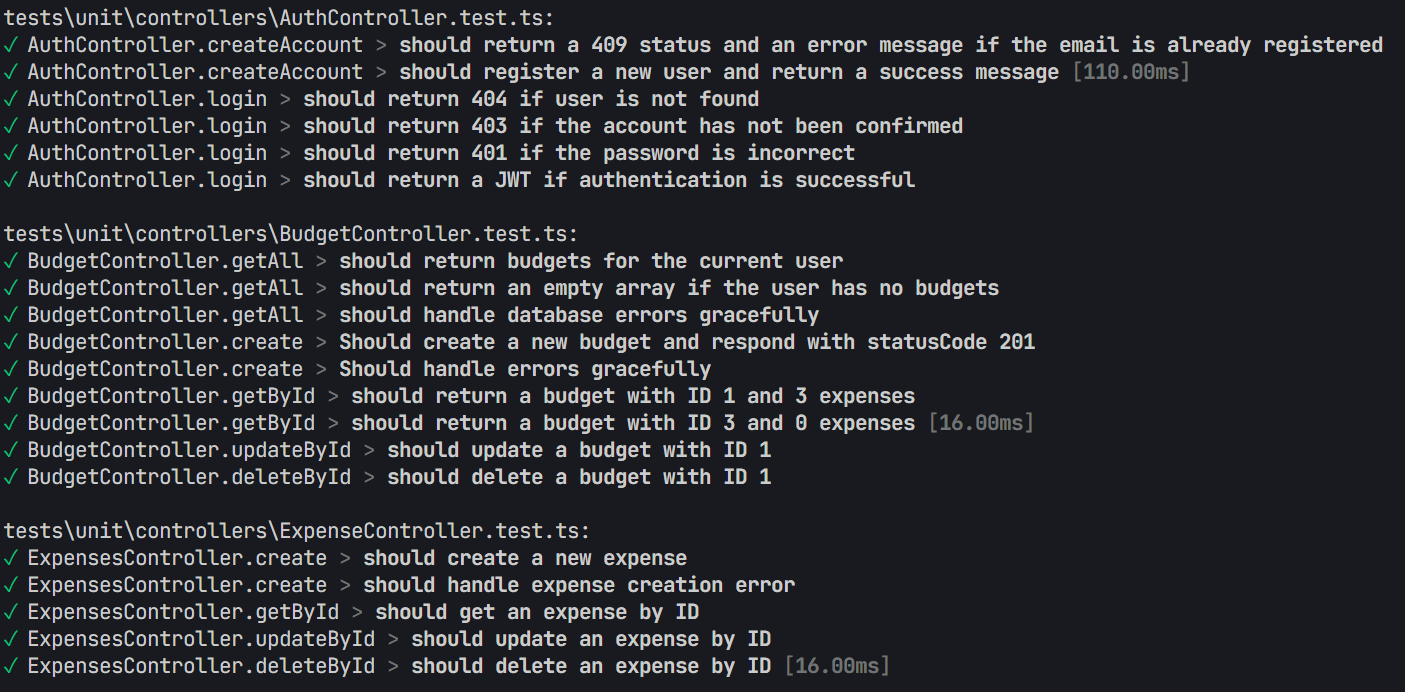 tests\unit\controllers\AuthController.test.ts:
✓ AuthController.createAccount > should return a 409 status and an error message if the email is already registered
✓ AuthController.createAccount > should register a new user and return a success message [110.00ms]
✓ AuthController.login > should return 404 if user is not found
✓ AuthController.login > should return 403 if the account has not been confirmed
✓ AuthController.login > should return 401 if the password is incorrect
✓ AuthController.login > should return a JWT if authentication is successful
tests\unit\controllers\BudgetController.test.ts:
✓ BudgetController.getAll > should return budgets for the current user
✓ BudgetController.getAll > should return an empty array if the user has no budgets
✓ BudgetController.getAll > should handle database errors gracefully
✓ BudgetController.create > Should create a new budget and respond with statusCode 201
✓ BudgetController.create > Should handle errors gracefully
✓ BudgetController.getById > should return a budget with ID 1 and 3 expenses
✓ BudgetController.getById > should return a budget with ID 3 and 0 expenses [16.00ms]
✓ BudgetController.updateById > should update a budget with ID 1
✓ BudgetController.deleteById > should delete a budget with ID 1
tests\unit\controllers\ExpenseController.test.ts:
✓ ExpensesController.create > should create a new expense
✓ ExpensesController.create > should handle expense creation error
✓ ExpensesController.getById > should get an expense by ID
✓ ExpensesController.updateById > should update an expense by ID
✓ ExpensesController.deleteById > should delete an expense by ID [16.00ms]